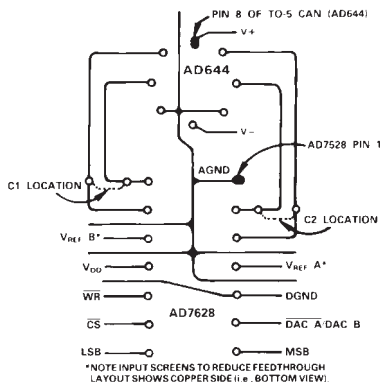 PIN 8 OF TO-5 CAN (AD644)
V+
AD644
V−
AD7528 PIN 1
AGND
C1 LOCATION
C2 LOCATION
VREF B*
VDD
VREF A*
WR
DGND
AD7628
CS
DAC A/DAC B
LSB
MSB
*NOTE INPUT SCREENS TO REDUCE FEEDTHROUGH
LAYOUT SHOWS COPPER SIDE (i.e., BOTTOM VIEW).